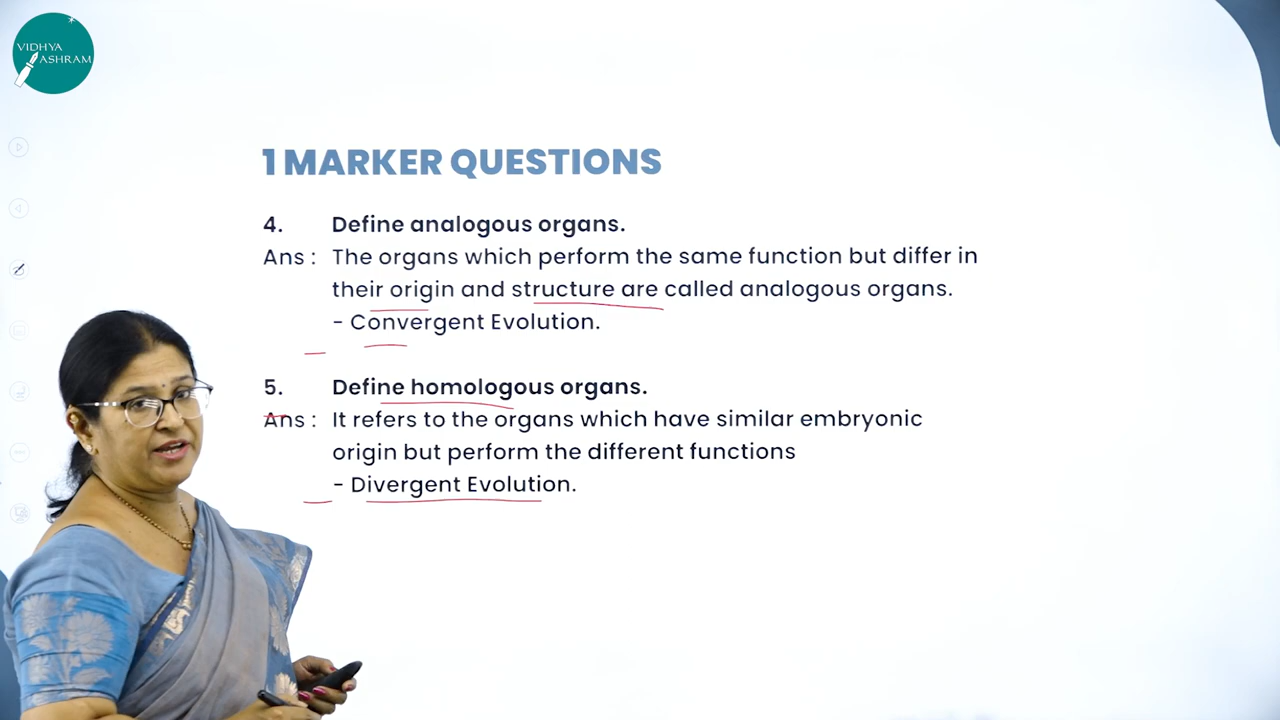 VIDHYA
ASHRAM
1 MARKER QUESTIONS
4. Define analogous organs.
Ans : The organs which perform the same function but differ in
their origin and structure are called analogous organs.
- Convergent Evolution.
5. Define homologous organs.
Ans : It refers to the organs which have similar embryonic
origin but perform the different functions
- Divergent Evolution.